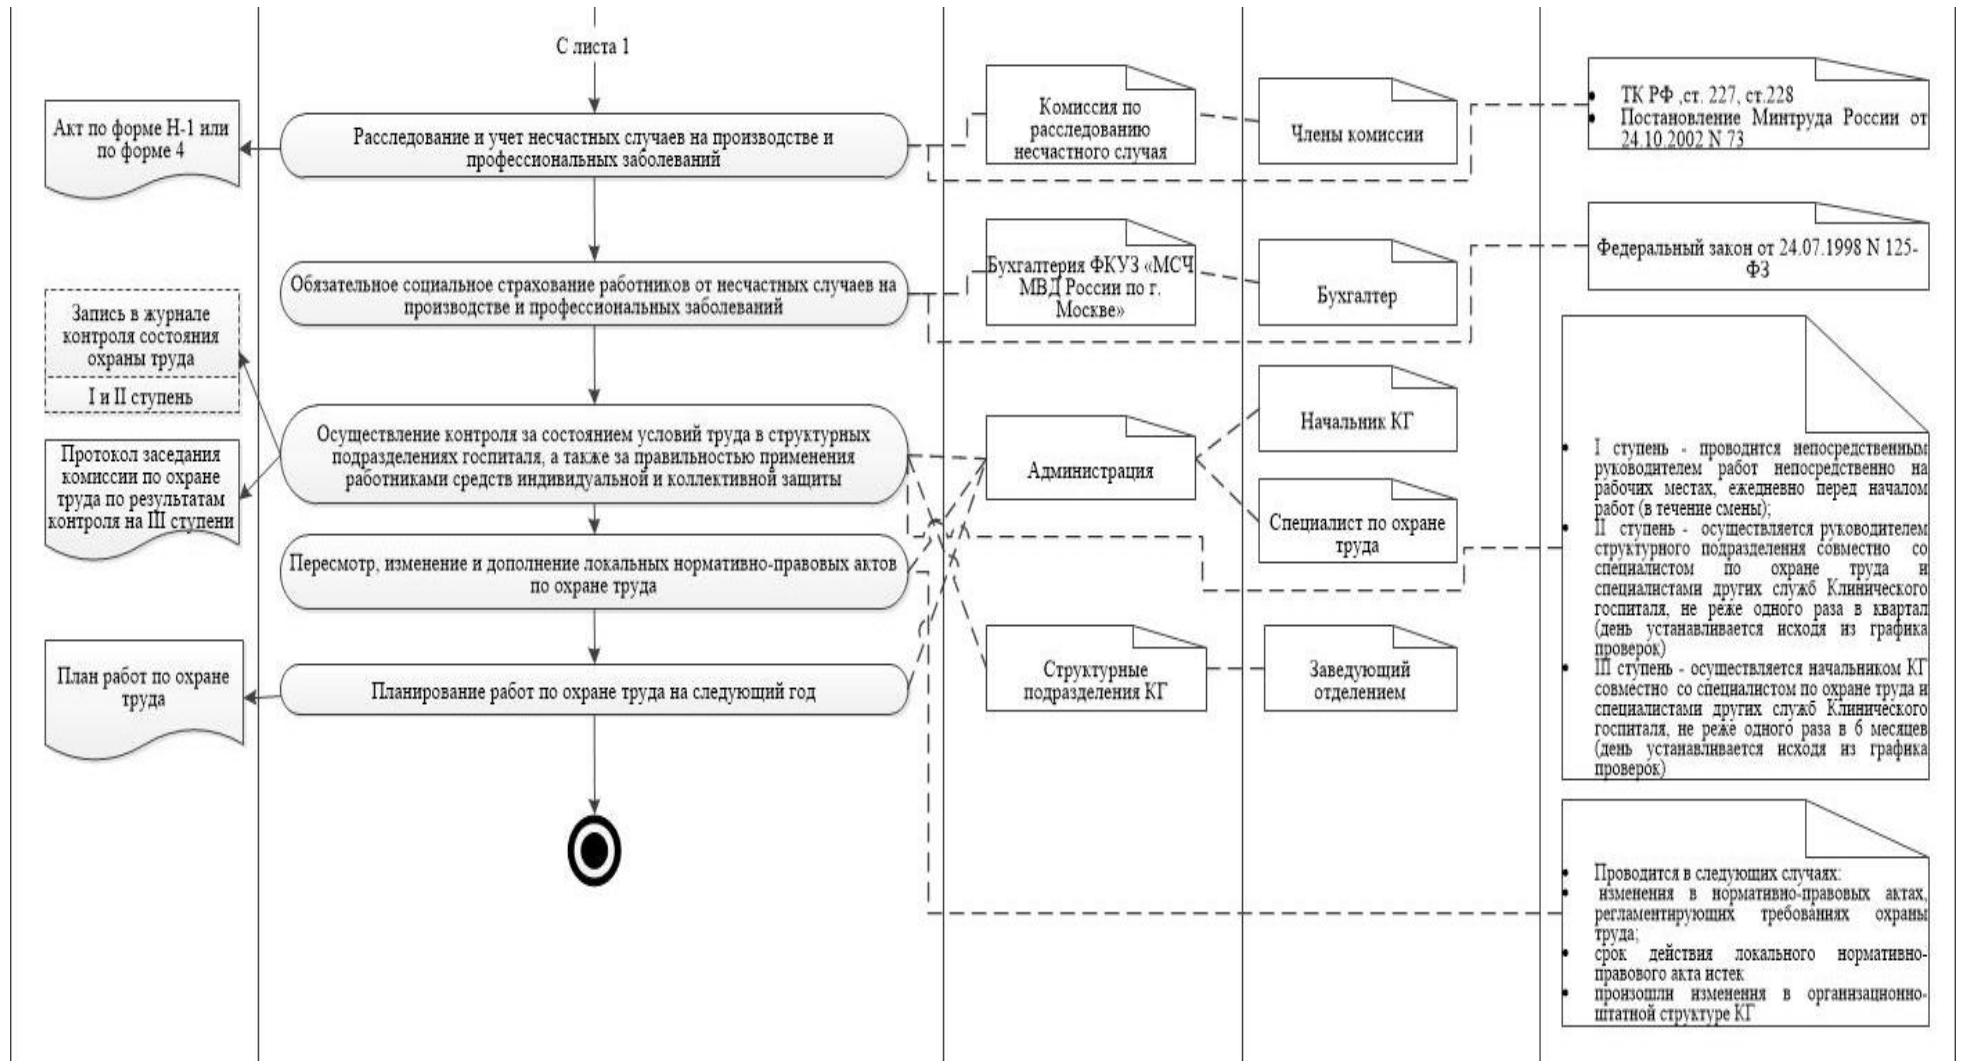 С листа 1
Акт по форме Н-1 или
по форме 4
Расследование и учет несчастных случаев на производстве и
профессиональных заболеваний
Комиссия по
расследованию
несчастного случая
Члены комиссии
• ТК РФ ,ст. 227, ст.228
• Постановление Минтруда России от
24.10.2002 N 73
Обязательное социальное страхование работников от несчастных случаев на
производстве и профессиональных заболеваний
Бухгалтерия ФКУЗ «МСЧ
МВД России по г.
Москве»
Бухгалтер
Федеральный закон от 24.07.1998 N 125-
ФЗ
Запись в журнале
контроля состояния
охраны труда
I и II ступень
Протокол заседания
комиссии по охране
труда по результатам
контроля на III ступени
Осуществление контроля за состоянием условий труда в структурных
подразделениях госпиталя, а также за правильностью применения
работниками средств индивидуальной и коллективной защиты
Администрация
Начальник КГ
Специалист по охране
труда
• I ступень - проводится непосредственным
руководителем работ непосредственно на
рабочих местах, ежедневно перед началом
работ (в течение смены);
• II ступень - осуществляется руководителем
структурного подразделения совместно со
специалистом по охране труда и
специалистами других служб Клинического
госпиталя, не реже одного раза в квартал
(день устанавливается исходя из графика
проверок)
• III ступень - осуществляется начальником КГ
совместно со специалистом по охране труда и
специалистами других служб Клинического
госпиталя, не реже одного раза в 6 месяцев
(день устанавливается исходя из графика
проверок)
Пересмотр, изменение и дополнение локальных нормативно-правовых актов
по охране труда
Структурные
подразделения КГ
Заведующий
отделением
План работ по охране
труда
Планирование работ по охране труда на следующий год
• Проводится в следующих случаях:
• изменения в нормативно-правовых актах,
регламентирующих требованиях охраны
труда;
• срок действия локального нормативно-
правового акта истек
• произошли изменения в организационно-
штатной структуре КГ